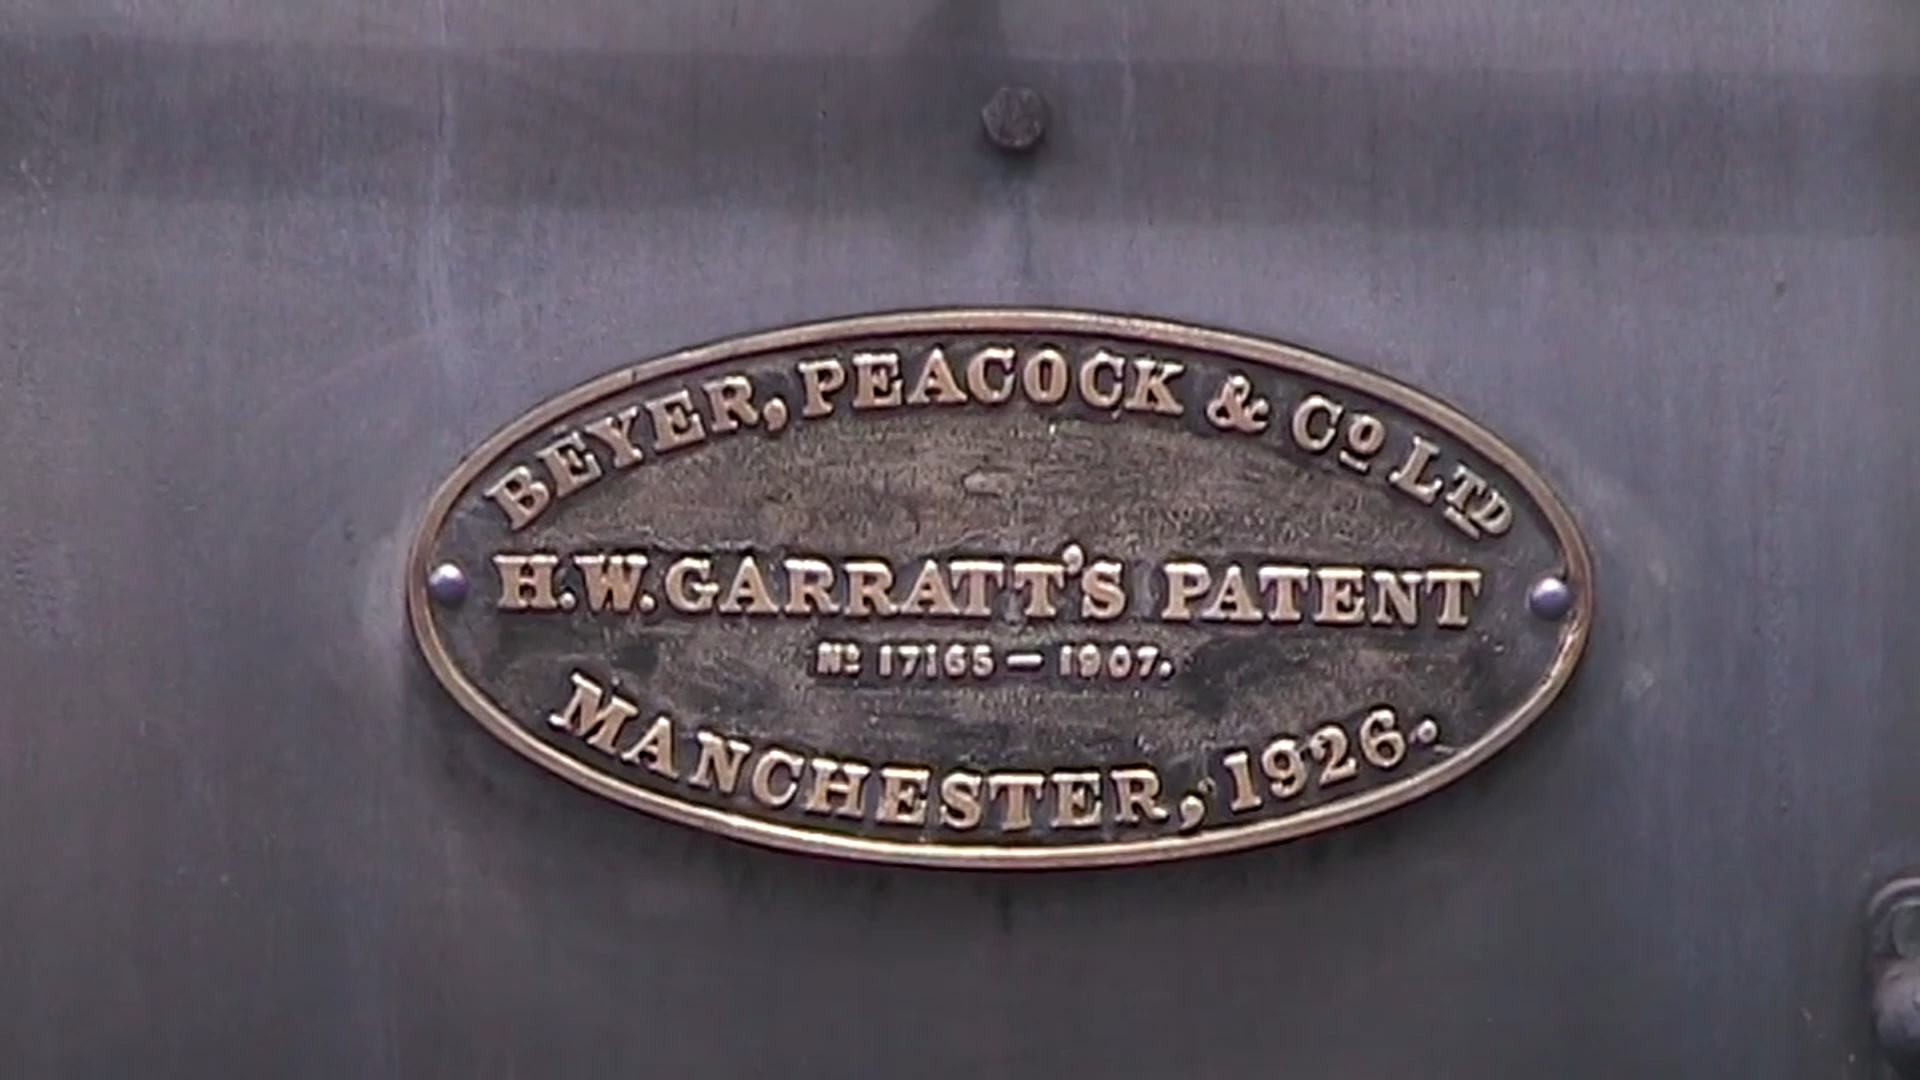 BEYER, PEACOCK & Cº LTD
H.W. GARRATT'S PATENT
Nº 17165 — 1907.
MANCHESTER, 1926.